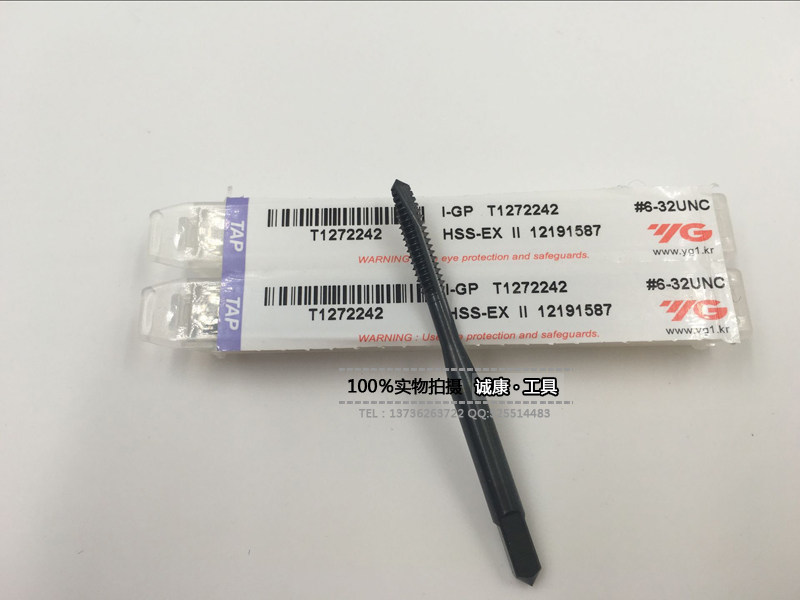 TAP
T1272242
I-GP T1272242
HSS-EX II 12191587
WARNING eye protection and safeguards.
#6-32UNC
YG
www.yg1.kr
TAP
T1272242
I-GP T1272242
HSS-EX II 12191587
WARNING : Use eye protection and safeguards.
#6-32UNC
YG
www.yg1.kr
100%实物拍摄 诚康·工具
TEL：13736263722 QQ: